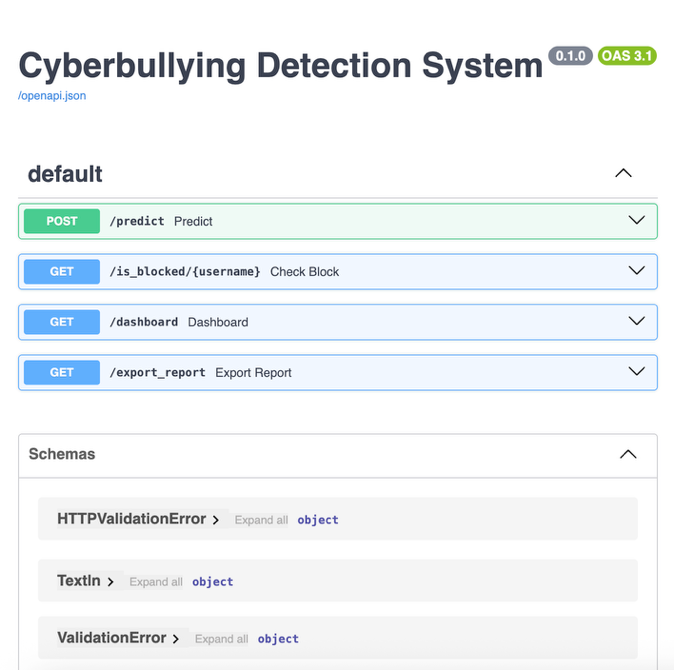 Cyberbullying Detection System 0.1.0 OAS 3.1
/openapi.json
default
POST /predict Predict
GET /is_blocked/{username} Check Block
GET /dashboard Dashboard
GET /export_report Export Report
Schemas
HTTPValidationError Expand all object
TextIn Expand all object
ValidationError Expand all object